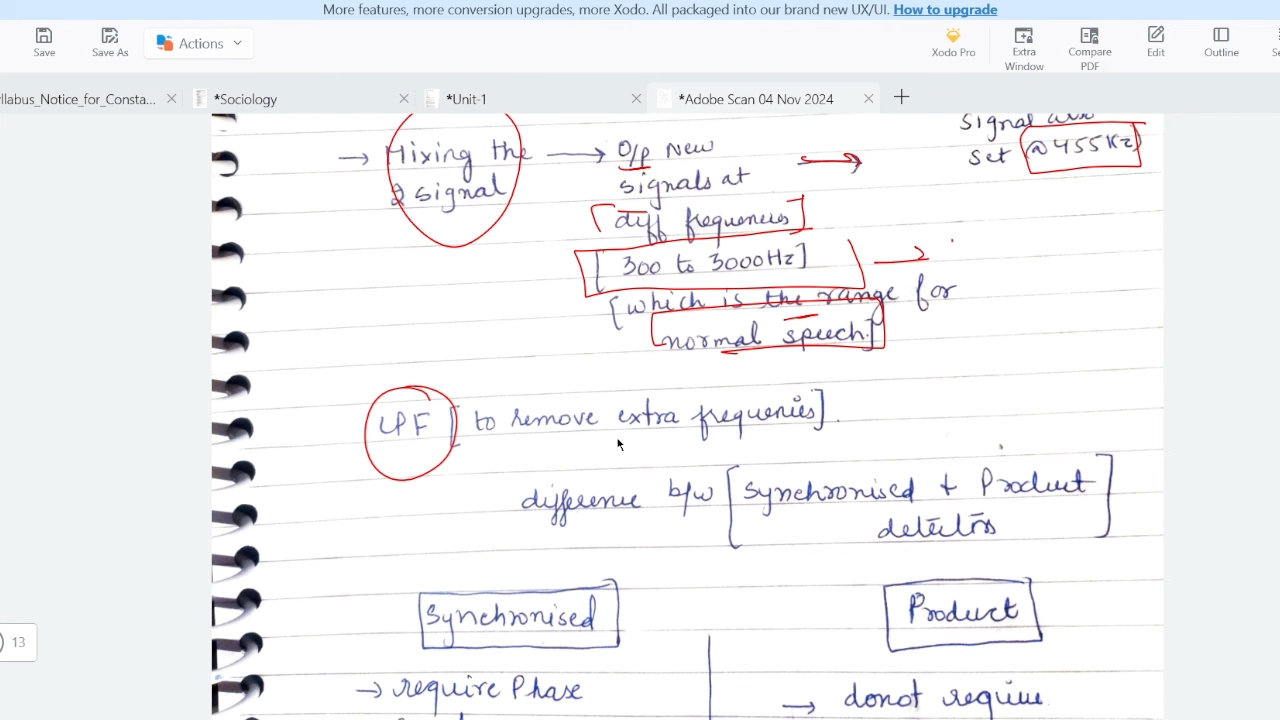 More features, more conversion upgrades, more Xodo. All packaged into our brand new UX/UI. How to upgrade
Save
Save As
Actions
Xodo Pro
Extra Window
Compare PDF
Edit
Outline
llabus_Notice_for_Consta...
*Sociology
*Unit-1
*Adobe Scan 04 Nov 2024
→ Mixing the → O/p New
2 signal
signals at
[diff frequencies]
[300 to 3000Hz]
[which is the range for
normal speech]
signal are
set @455KHz
LPF [to remove extra frequenies].
difference b/w [Synchronised + Product
detectors]
Synchronised
Product
→ require Phase
→ donot require
13